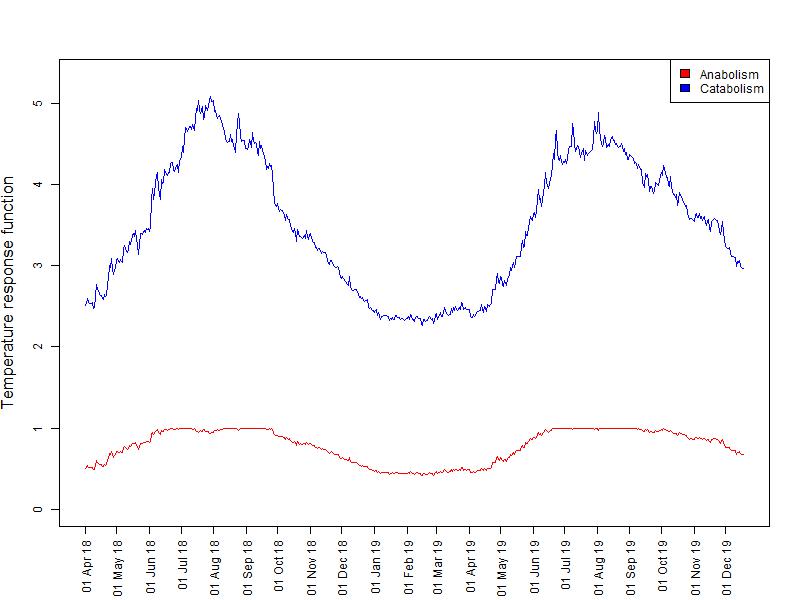 Anabolism
Catabolism
Temperature response function
5
4
3
2
1
0
01 Apr 18
01 May 18
01 Jun 18
01 Jul 18
01 Aug 18
01 Sep 18
01 Oct 18
01 Nov 18
01 Dec 18
01 Jan 19
01 Feb 19
01 Mar 19
01 Apr 19
01 May 19
01 Jun 19
01 Jul 19
01 Aug 19
01 Sep 19
01 Oct 19
01 Nov 19
01 Dec 19